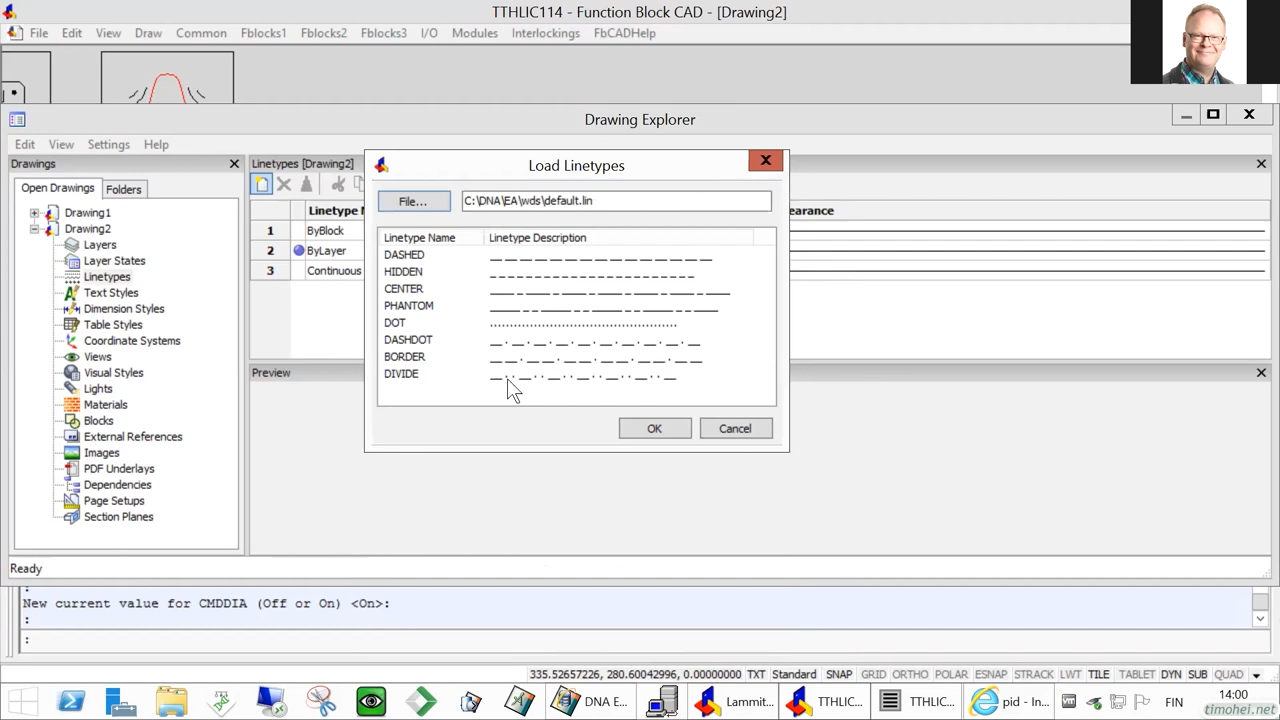 TTHLIC114 - Function Block CAD - [Drawing2]
File Edit View Draw Common Fblocks1 Fblocks2 Fblocks3 I/O Modules Interlockings FbCADHelp
Drawing Explorer
Edit View Settings Help
Drawings
Linetypes [Drawing2]
Open Drawings Folders
Drawing1
Drawing2
Layers
Layer States
Linetypes
Text Styles
Dimension Styles
Table Styles
Coordinate Systems
Views
Visual Styles
Lights
Materials
Blocks
External References
Images
PDF Underlays
Dependencies
Page Setups
Section Planes
Linetype
1 ByBlock
2 ByLayer
3 Continuous
Preview
Load Linetypes
File... C:\DNA\EA\wds\default.lin
Linetype Name Linetype Description
DASHED
HIDDEN
CENTER
PHANTOM
DOT
DASHDOT
BORDER
DIVIDE
OK Cancel
Ready
New current value for CMDDIA (Off or On) <On>:
:
:
335.52657226, 280.60042996, 0.00000000 TXT Standard SNAP GRID ORTHO POLAR ESNAP STRACK LWT TILE TABLET DYN SUB QUAD
DNA E... Lammit... TTHLIC... TTHLIC... pid - In... FIN 14:00
timohei.net